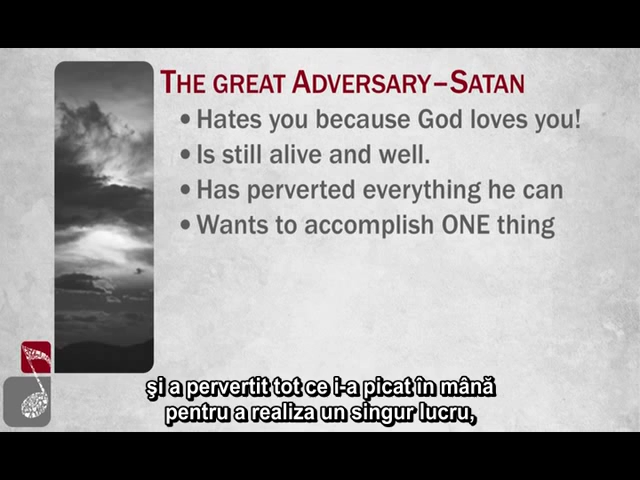 THE GREAT ADVERSARY–SATAN
• Hates you because God loves you!
• Is still alive and well.
• Has perverted everything he can
• Wants to accomplish ONE thing
şi a pervertit tot ce i-a picat în mână
pentru a realiza un singur lucru,